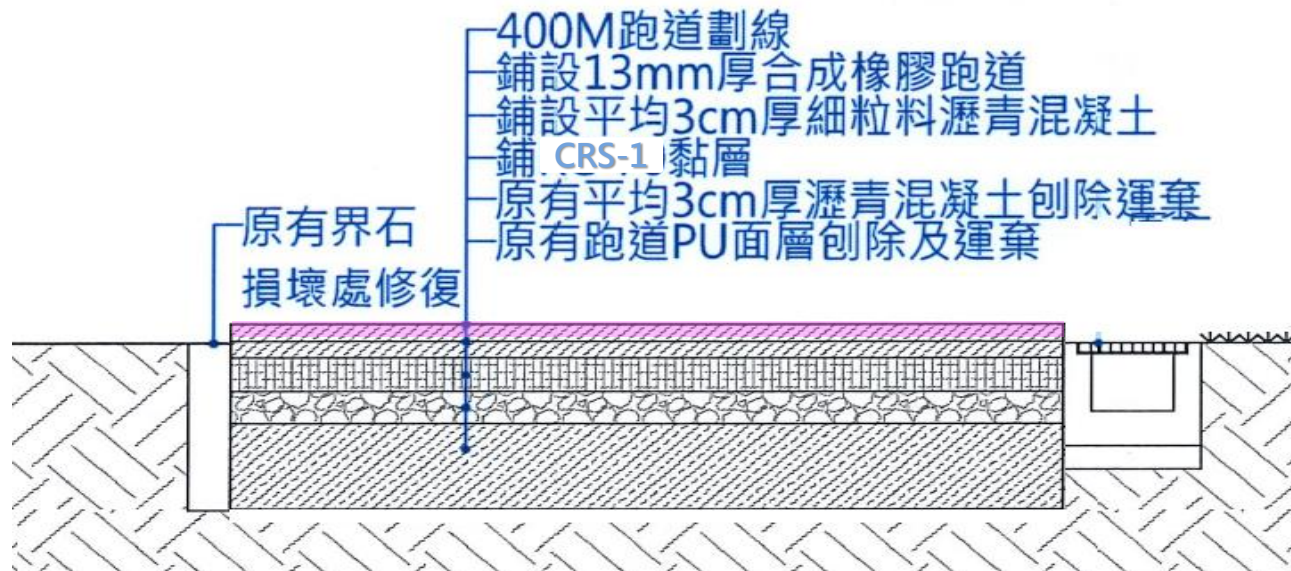 400M跑道劃線
鋪設13mm厚合成橡膠跑道
鋪設平均3cm厚細粒料瀝青混凝土
鋪 CRS-1 黏層
原有平均3cm厚瀝青混凝土刨除運棄
原有跑道PU面層刨除及運棄
原有界石
損壞處修復